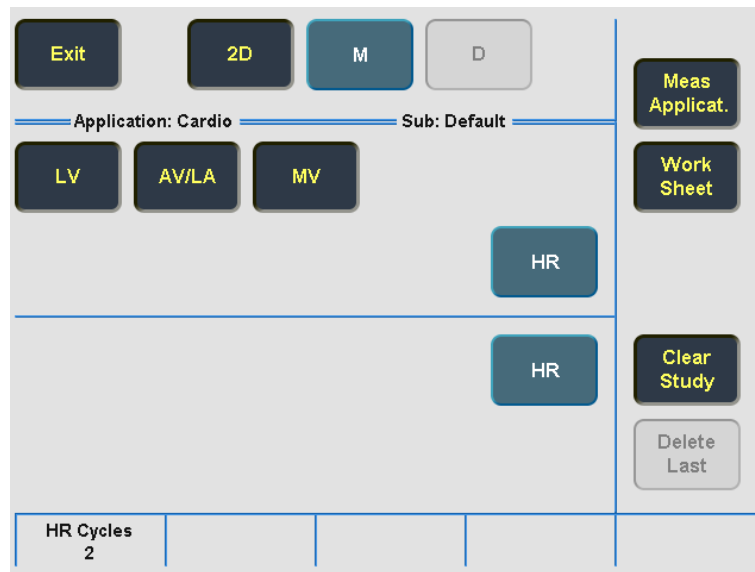 Exit
2D
M
D
Meas
Applicat.
Application: Cardio
Sub: Default
LV
AV/LA
MV
Work
Sheet
HR
HR
Clear
Study
Delete
Last
HR Cycles
2